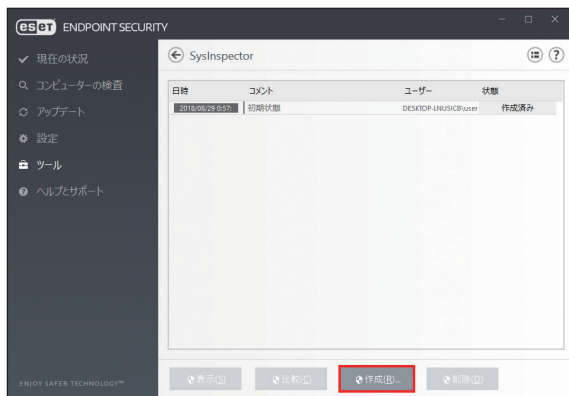 eset ENDPOINT SECURITY
現在の状況
コンピューターの検査
アップデート
設定
ツール
ヘルプとサポート
ENJOY SAFER TECHNOLOGY™
SysInspector
日時 コメント ユーザー 状態
2018/08/29 0:57: 初期状態 DESKTOP-LNUSICB\user 作成済み
表示(S) 比較(C) 作成(R)... 削除(D)